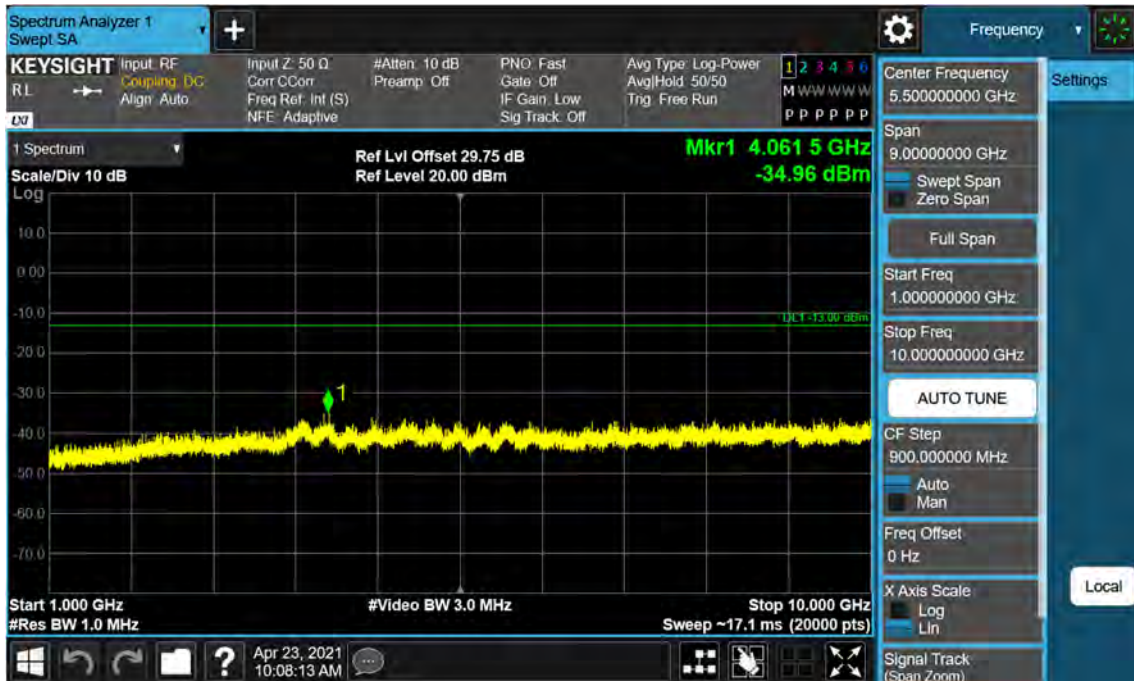 Spectrum Analyzer 1
Swept SA
+
Frequency
KEYSIGHT
RL
LXI
Input: RF
Coupling: DC
Align: Auto
Input Z: 50 Ω
Corr CCorr
Freq Ref: Int (S)
NFE: Adaptive
#Atten: 10 dB
Preamp: Off
PNO: Fast
Gate: Off
IF Gain: Low
Sig Track: Off
Avg Type: Log-Power
Avg|Hold: 50/50
Trig: Free Run
1 2 3 4 5 6
M W W W W W
P P P P P P
1 Spectrum
Scale/Div 10 dB
Ref Lvl Offset 29.75 dB
Ref Level 20.00 dBm
Mkr1 4.061 5 GHz
-34.96 dBm
Log
10.0
0.00
-10.0
-20.0
-30.0
-40.0
-50.0
-60.0
-70.0
DL1 -13.00 dBm
1
Start 1.000 GHz
#Res BW 1.0 MHz
#Video BW 3.0 MHz
Stop 10.000 GHz
Sweep ~17.1 ms (20000 pts)
?
Apr 23, 2021
10:08:13 AM
Center Frequency
5.500000000 GHz
Span
9.00000000 GHz
Swept Span
Zero Span
Full Span
Start Freq
1.000000000 GHz
Stop Freq
10.000000000 GHz
AUTO TUNE
CF Step
900.000000 MHz
Auto
Man
Freq Offset
0 Hz
X Axis Scale
Log
Lin
Signal Track
(Span Zoom)
Settings
Local